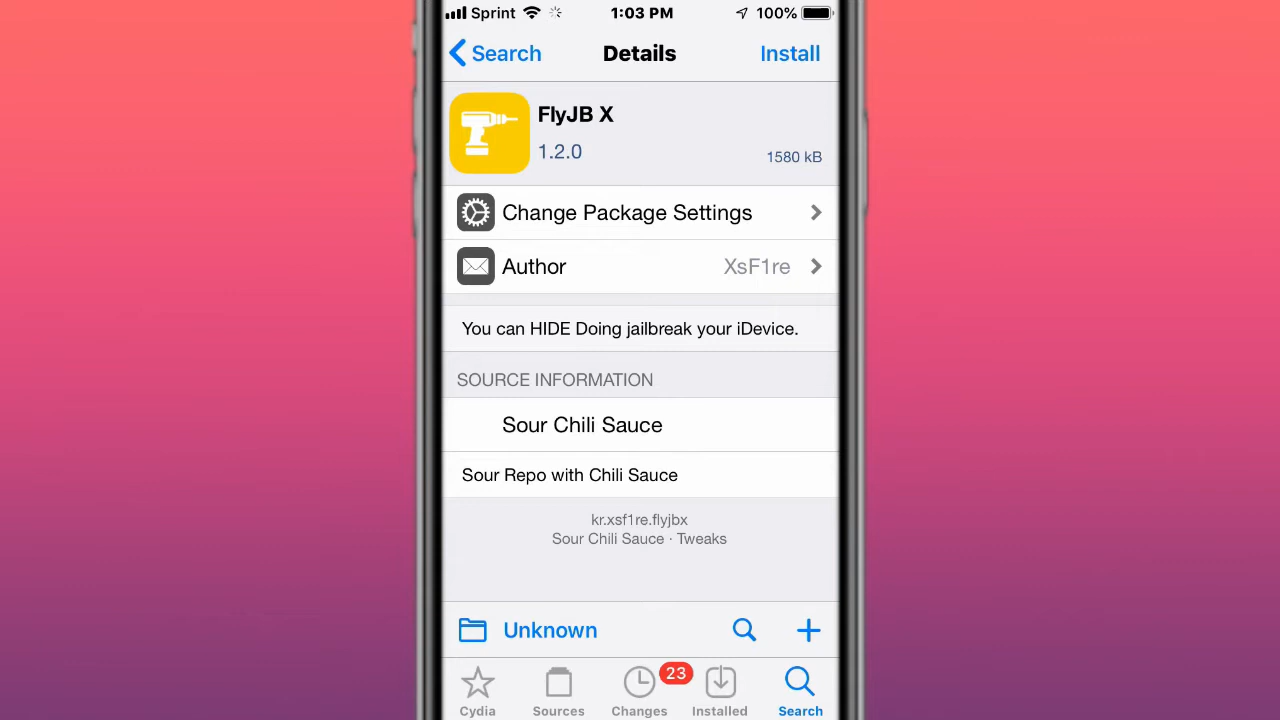 Sprint 1:03 PM 100%
Search Details Install
FlyJB X
1.2.0 1580 kB
Change Package Settings
Author XsF1re
You can HIDE Doing jailbreak your iDevice.
SOURCE INFORMATION
Sour Chili Sauce
Sour Repo with Chili Sauce
kr.xsf1re.flyjbx
Sour Chili Sauce · Tweaks
Unknown
23
Cydia Sources Changes Installed Search